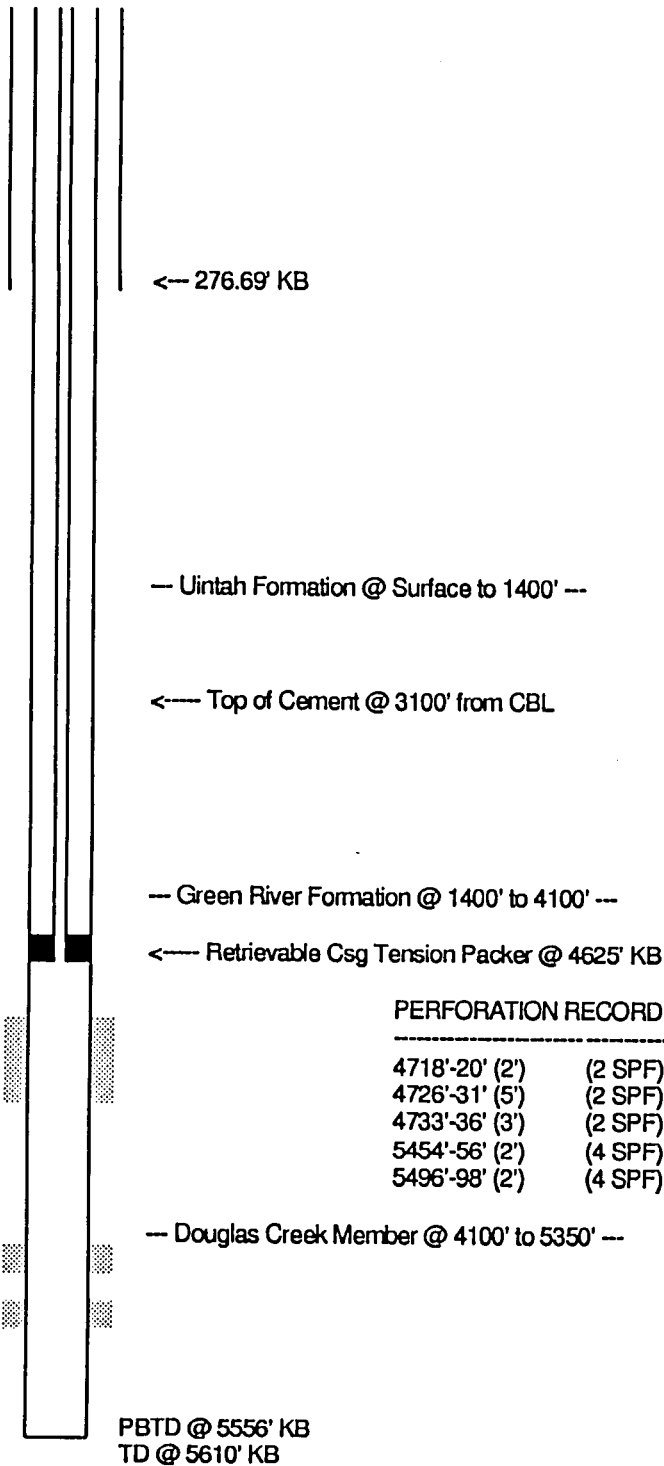 <--- 276.69' KB
--- Uintah Formation @ Surface to 1400' ---
<----- Top of Cement @ 3100' from CBL
--- Green River Formation @ 1400' to 4100' ---
<----- Retrievable Csg Tension Packer @ 4625' KB
PERFORATION RECORD
4718'-20' (2') (2 SPF)
4726'-31' (5') (2 SPF)
4733'-36' (3') (2 SPF)
5454'-56' (2') (4 SPF)
5496'-98' (2') (4 SPF)
--- Douglas Creek Member @ 4100' to 5350' ---
PBTD @ 5556' KB
TD @ 5610' KB